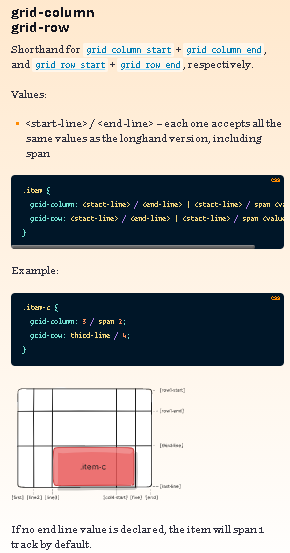 grid-column
grid-row
Shorthand for grid column start + grid column end,
and grid row start + grid row end, respectively.
Values:
<start-line> / <end-line> – each one accepts all the
same values as the longhand version, including
span
css
.item {
grid-column: <start-line> / <end-line> | <start-line> / span <va
grid-row: <start-line> / <end-line> | <start-line> / span <value
}
Example:
css
.item-c {
grid-column: 3 / span 2;
grid-row: third-line / 4;
}
[row1-start]
[row1-end]
[third-line]
.item-c
[last-line]
[first] [line2] [line3] [col4-start] [five] [end]
If no end line value is declared, the item will span 1
track by default.